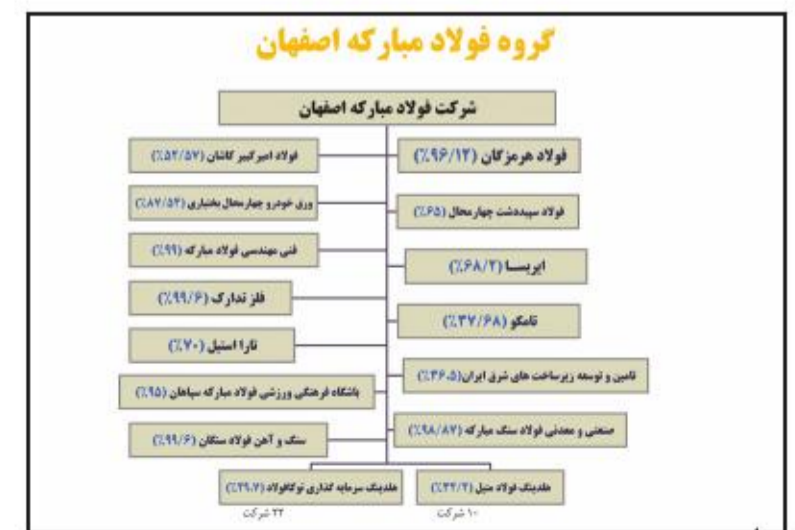 گروه فولاد مبارکه اصفهان
شرکت فولاد مبارکه اصفهان
فولاد هرمزگان (٪۹۶/۱۲)
فولاد امیرکبیر کاشان (٪۵۲/۵۷)
فولاد سپیددشت چهارمحال (٪۶۵)
ورق خودرو چهارمحال بختیاری (٪۸۷/۵۲)
ایریسا (٪۶۸/۲)
فنی مهندسی فولاد مبارکه (٪۹۹)
تامکو (٪۳۷/۶۸)
فلز تدارک (٪۹۹/۶)
تارا استیل (٪۷۰)
تامین و توسعه زیرساخت های شرق ایران(٪۳۶.۵)
باشگاه فرهنگی ورزشی فولاد مبارکه سپاهان (٪۹۵)
صنعتی و معدنی فولاد سنگ مبارکه (٪۹۸/۸۷)
سنگ و آهن فولاد سنگان (٪۹۹/۶)
هلدینگ فولاد متیل
هلدینگ سرمایه گذاری توکافولاد (٪۳۹.۷)
۱۰ شرکت
۲۲ شرکت